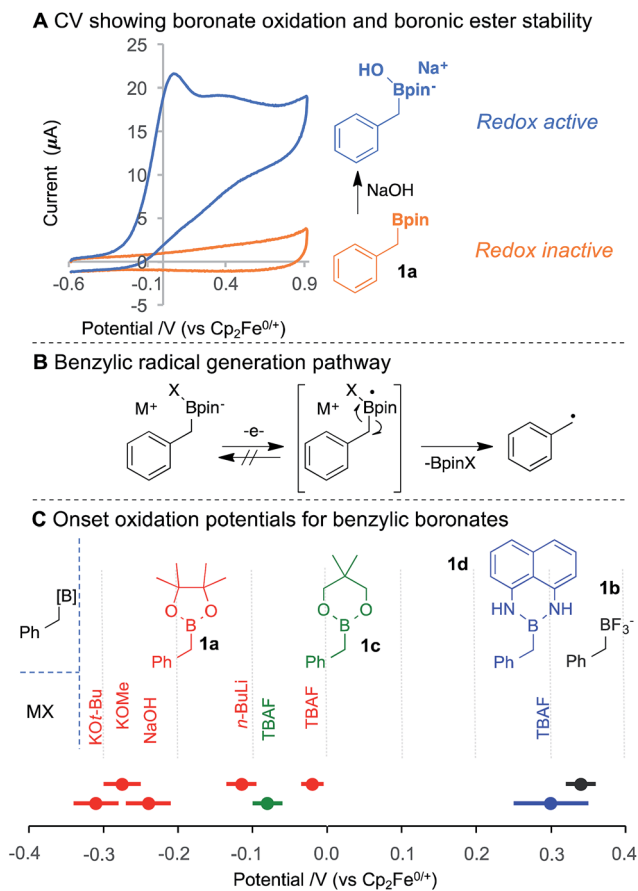 A CV showing boronate oxidation and boronic ester stability
25
20
15
10
5
0
-5
-0.6
-0.1
0.4
0.9
Current (μA)
Potential /V (vs Cp₂Fe⁰/⁺)
HO
Na⁺
Bpin⁻
Redox active
NaOH
Bpin
1a
Redox inactive
B Benzylic radical generation pathway
X
M⁺
Bpin⁻
-e-
X
M⁺
Bpin
-BpinX
C Onset oxidation potentials for benzylic boronates
[B]
Ph
MX
O
O
B
Ph
1a
O
O
B
Ph
1c
1d
HN
NH
B
Ph
1b
BF₃⁻
Ph
KOt-Bu
KOMe
NaOH
n-BuLi
TBAF
TBAF
TBAF
-0.4
-0.3
-0.2
-0.1
0.0
0.1
0.2
0.3
0.4
Potential /V (vs Cp₂Fe⁰/⁺)